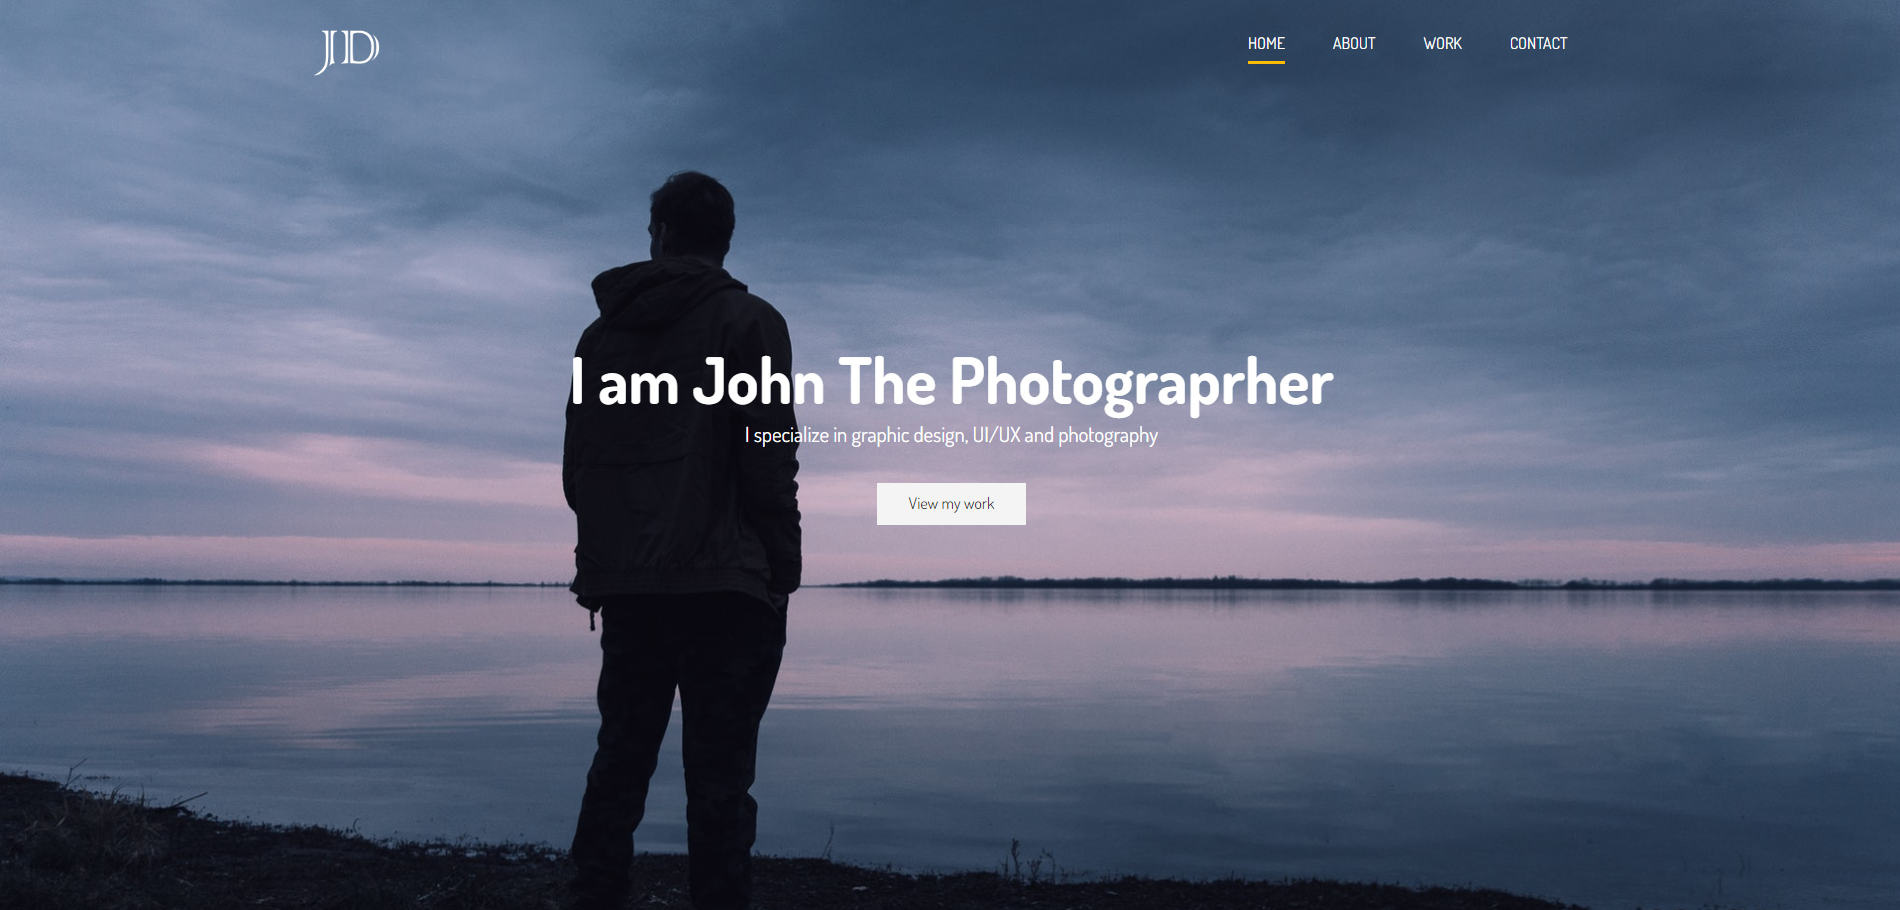 JD
HOME ABOUT WORK CONTACT
I am John The Photograprher
I specialize in graphic design, UI/UX and photography
View my work